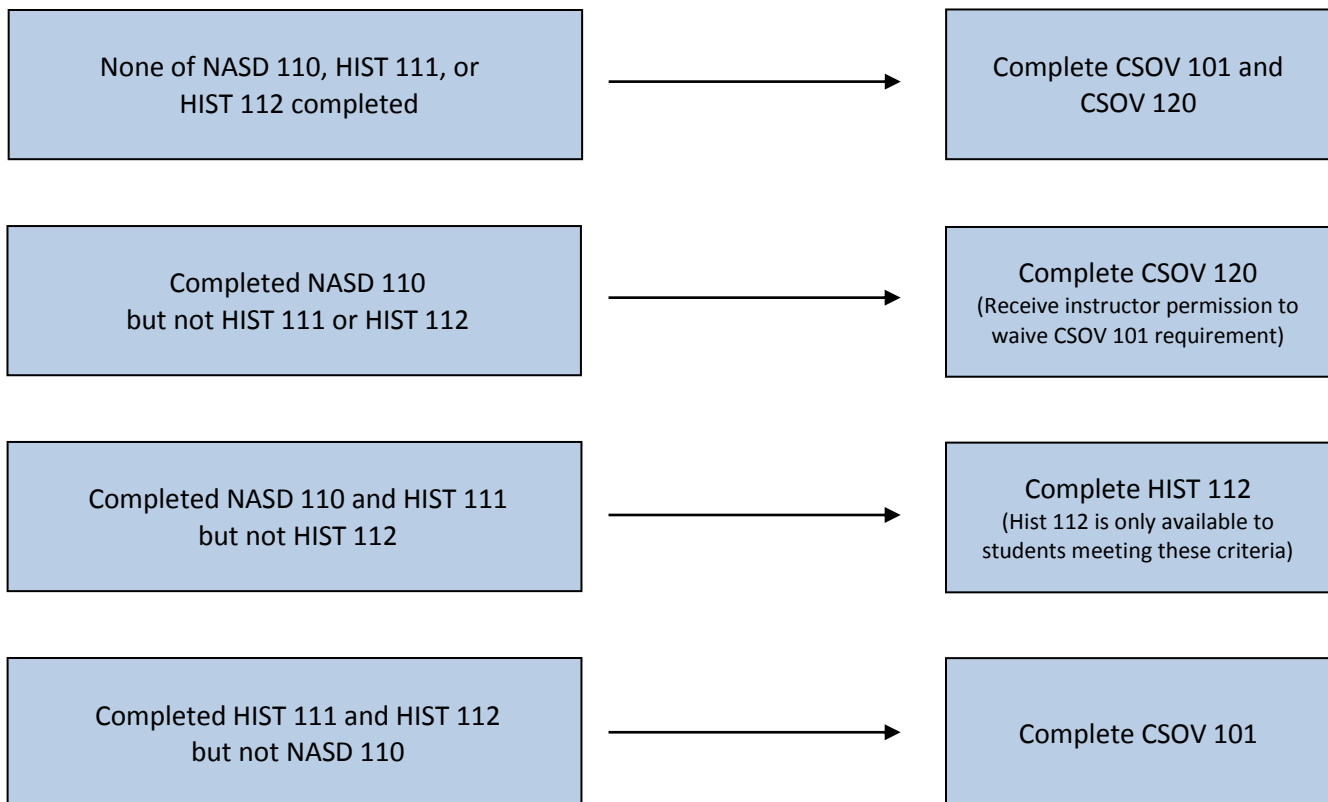 None of NASD 110, HIST 111, or
HIST 112 completed
Complete CSOV 101 and
CSOV 120
Completed NASD 110
but not HIST 111 or HIST 112
Complete CSOV 120
(Receive instructor permission to
waive CSOV 101 requirement)
Completed NASD 110 and HIST 111
but not HIST 112
Complete HIST 112
(Hist 112 is only available to
students meeting these criteria)
Completed HIST 111 and HIST 112
but not NASD 110
Complete CSOV 101